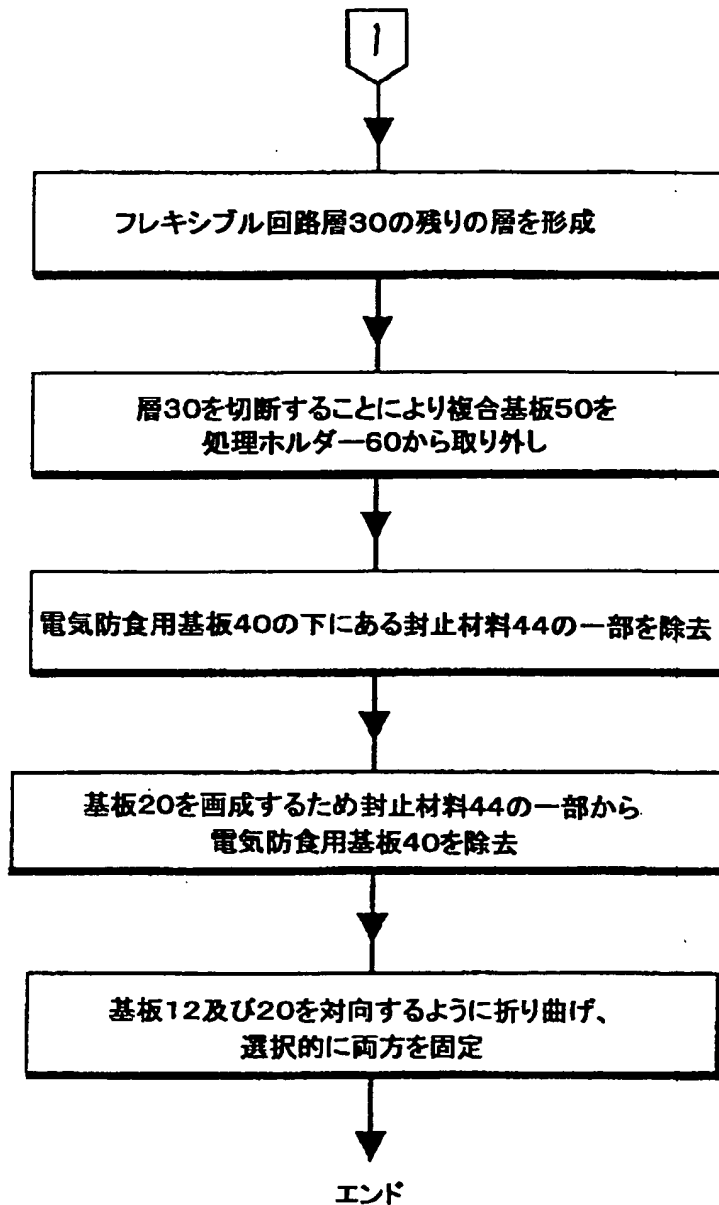 1
フレキシブル回路層30の残りの層を形成
層30を切断することにより複合基板50を
処理ホルダー60から取り外し
電気防食用基板40の下にある封止材料44の一部を除去
基板20を画成するため封止材料44の一部から
電気防食用基板40を除去
基板12及び20を対向するように折り曲げ、
選択的に両方を固定
エンド